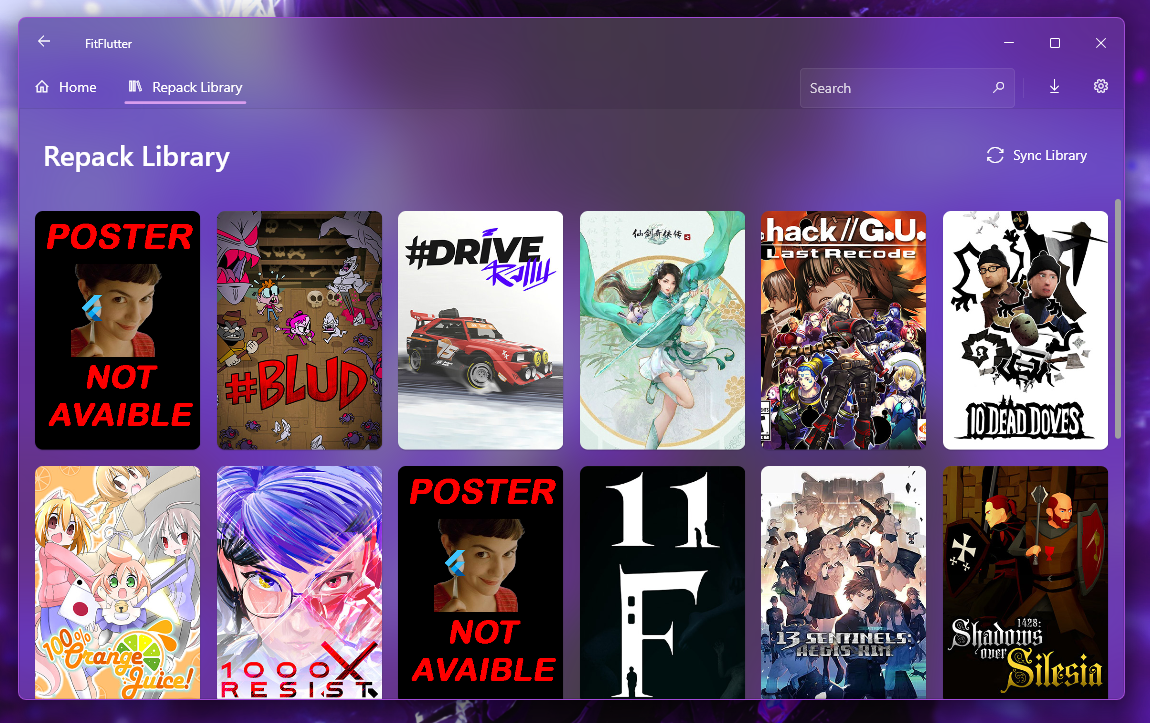 FitFlutter
Home
Repack Library
Search
Repack Library
Sync Library
POSTER
NOT
AVAIBLE
#BLUD
#DRIVE
Rally
仙剑奇侠传
.hack//G.U.
Last Recode
10 DEAD DOVES
100%
Orange
Juice!
1000X
RESIST
POSTER
NOT
AVAIBLE
11
F
13 SENTINELS:
AEGIS RIM
1428:
Shadows
over
Silesia